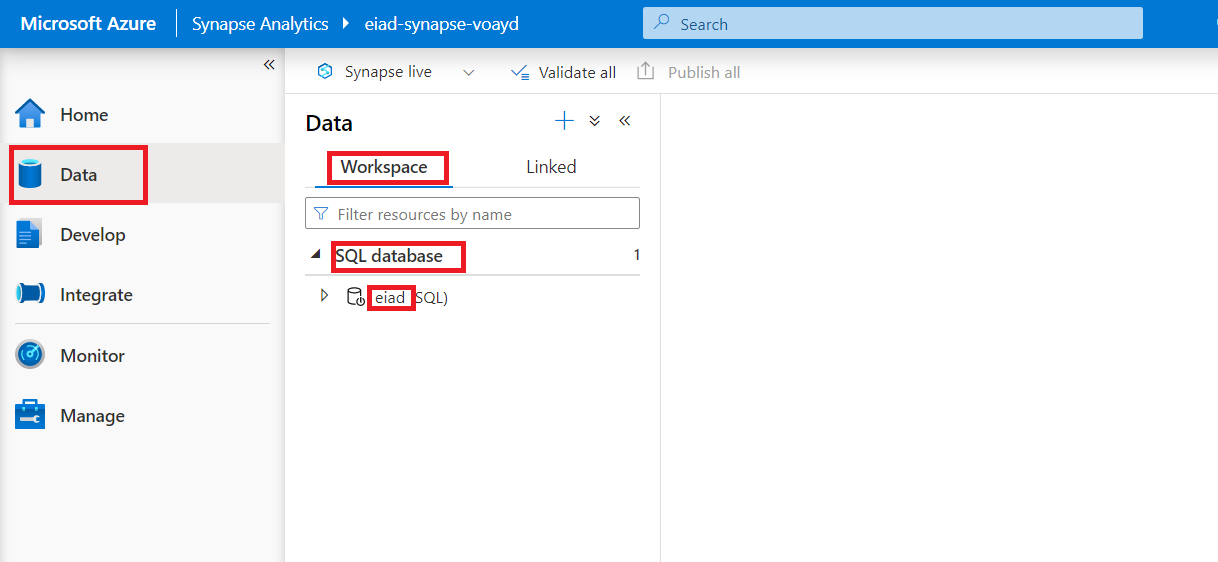 Microsoft Azure Synapse Analytics eiad-synapse-voayd Search
Synapse live Validate all Publish all
Home
Data
Develop
Integrate
Monitor
Manage
Data
Workspace Linked
Filter resources by name
SQL database 1
eiad SQL)